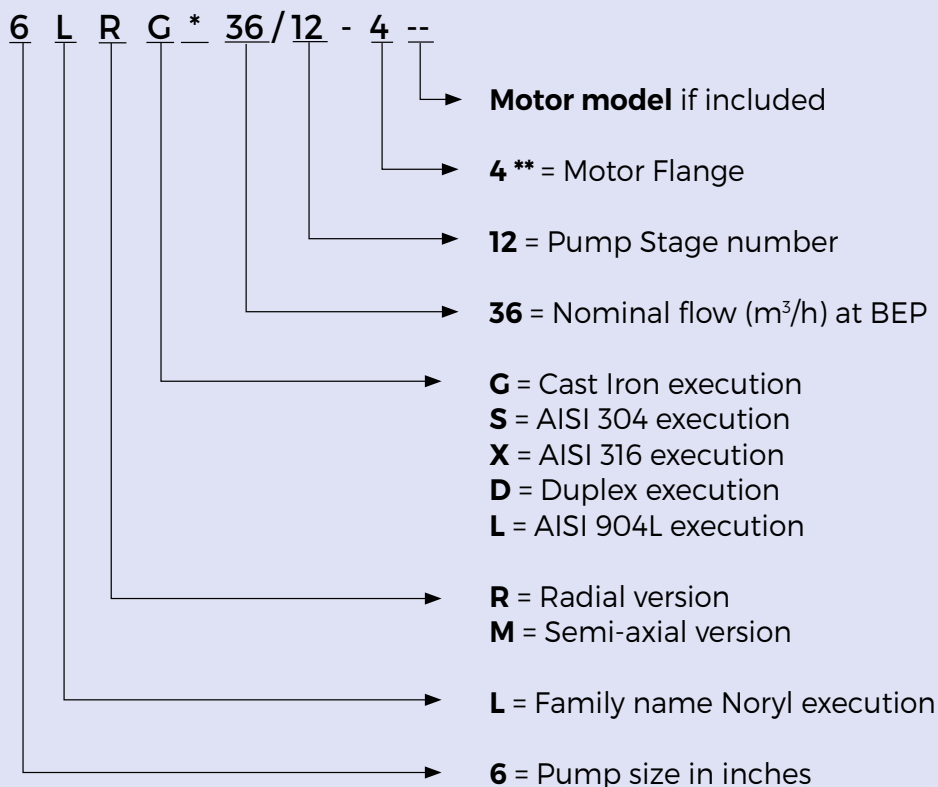 6 L R G * 36/12 - 4 --
Motor model if included
4 ** = Motor Flange
12 = Pump Stage number
36 = Nominal flow (m³/h) at BEP
G = Cast Iron execution
S = AISI 304 execution
X = AISI 316 execution
D = Duplex execution
L = AISI 904L execution
R = Radial version
M = Semi-axial version
L = Family name Noryl execution
6 = Pump size in inches